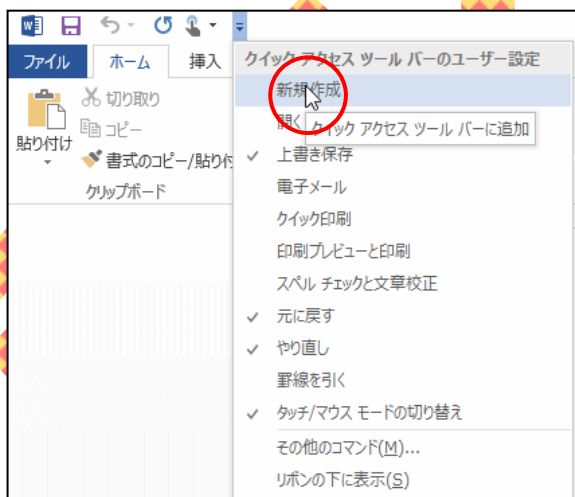 ファイル ホーム 挿入
切り取り
コピー
貼り付け
書式のコピー/貼り付
クリップボード
クイック アクセス ツール バーのユーザー設定
新規作成
開く
クイック アクセス ツール バーに追加
上書き保存
電子メール
クイック印刷
印刷プレビューと印刷
スペル チェックと文章校正
元に戻す
やり直し
罫線を引く
タッチ/マウス モードの切り替え
その他のコマンド(M)...
リボンの下に表示(S)